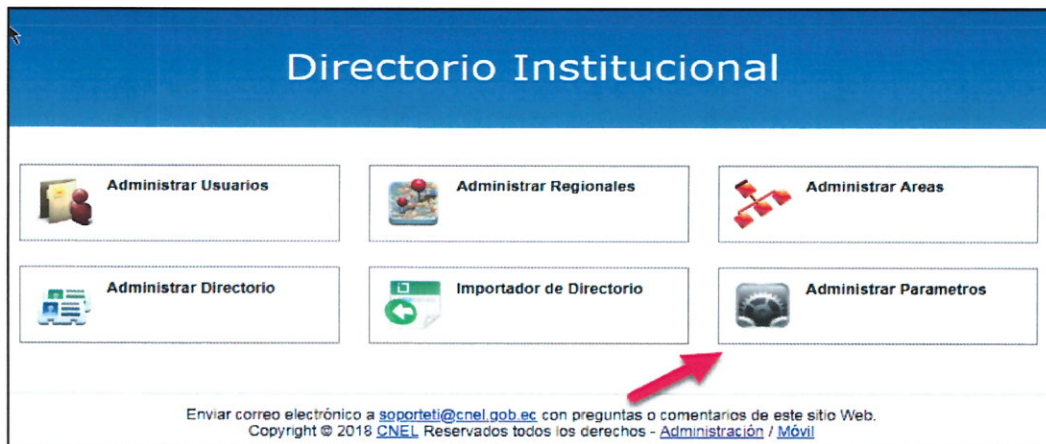 Directorio Institucional
Administrar Usuarios
Administrar Regionales
Administrar Areas
Administrar Directorio
Importador de Directorio
Administrar Parametros
Enviar correo electrónico a soporteti@cnel.gob.ec con preguntas o comentarios de este sitio Web.
Copyright © 2018 CNEL Reservados todos los derechos - Administración / Móvil